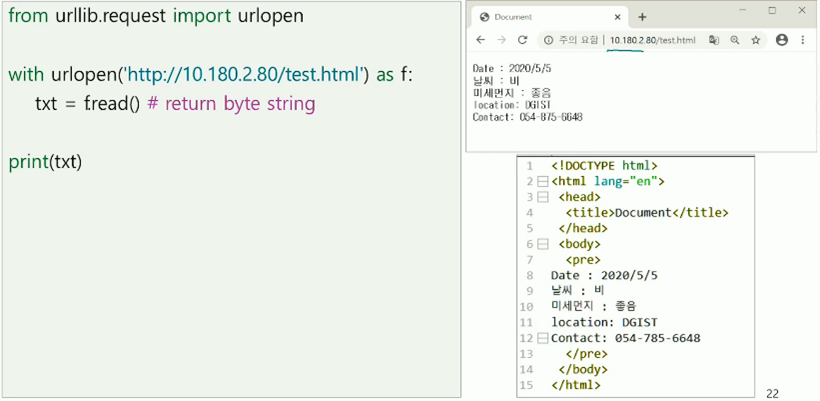 from urllib.request import urlopen
with urlopen('http://10.180.2.80/test.html') as f:
txt = f.read() # return byte string
print(txt)
Document
주의 요함 | 10.180.2.80/test.html
Date : 2020/5/5
날씨 : 비
미세먼지 : 좋음
location: DGIST
Contact: 054-875-6648
1 <!DOCTYPE html>
2 <html lang="en">
3 <head>
4 <title>Document</title>
5 </head>
6 <body>
7 <pre>
8 Date : 2020/5/5
9 날씨 : 비
10 미세먼지 : 좋음
11 location: DGIST
12 Contact: 054-785-6648
13 </pre>
14 </body>
15 </html>
22